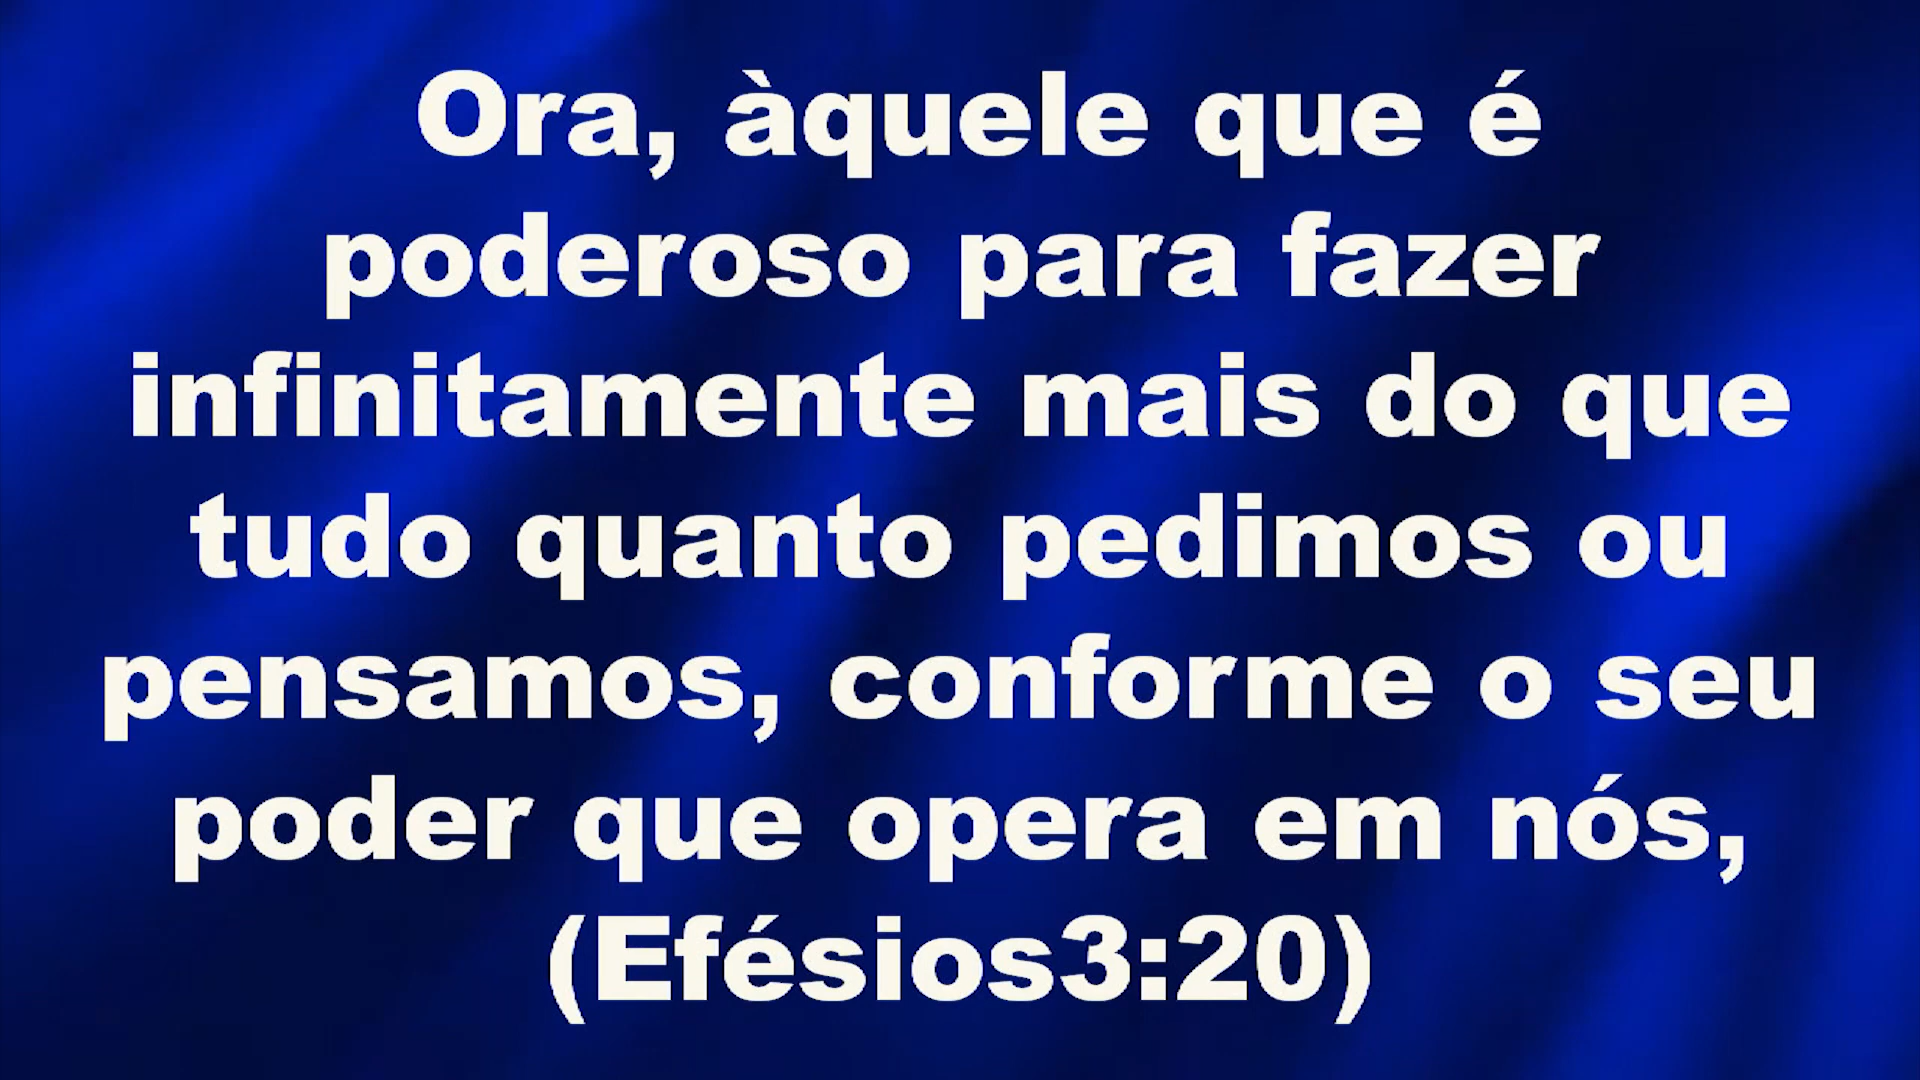 Ora, àquele que é
poderoso para fazer
infinitamente mais do que
tudo quanto pedimos ou
pensamos, conforme o seu
poder que opera em nós,
(Efésios3:20)